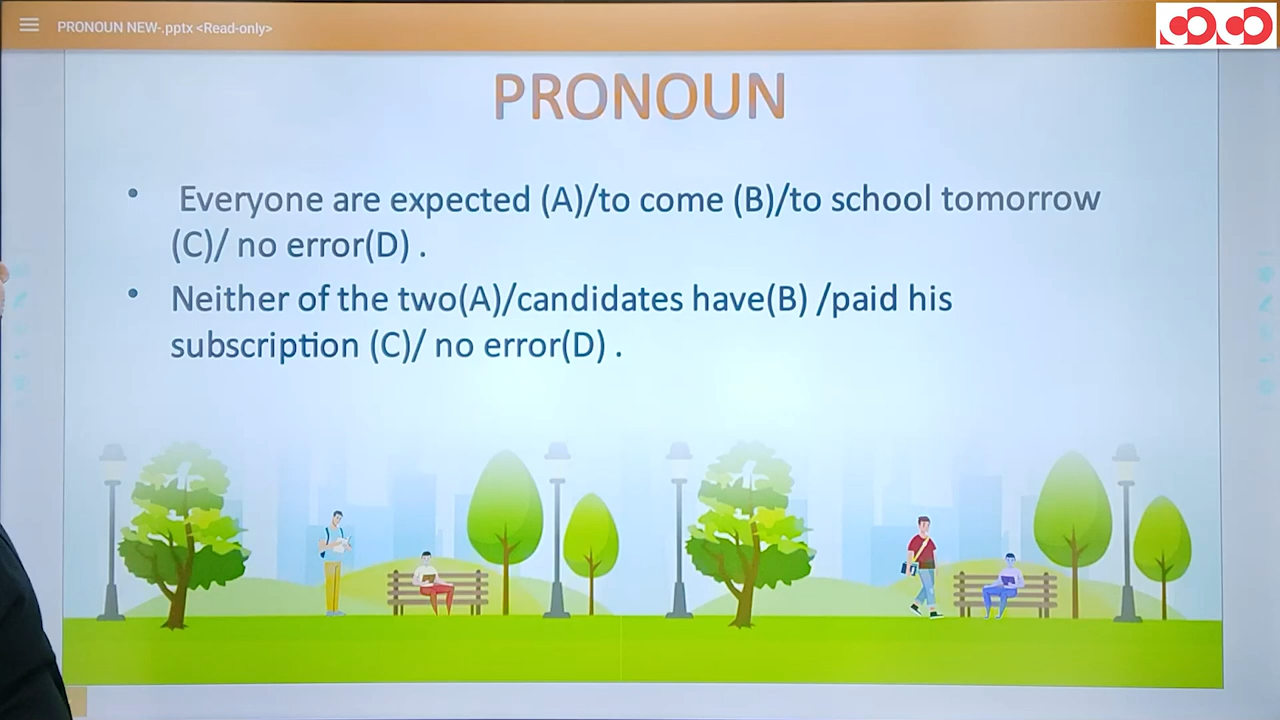 PRONOUN NEW-.pptx <Read-only>
PRONOUN
• Everyone are expected (A)/to come (B)/to school tomorrow
(C)/ no error(D) .
• Neither of the two(A)/candidates have(B) /paid his
subscription (C)/ no error(D) .